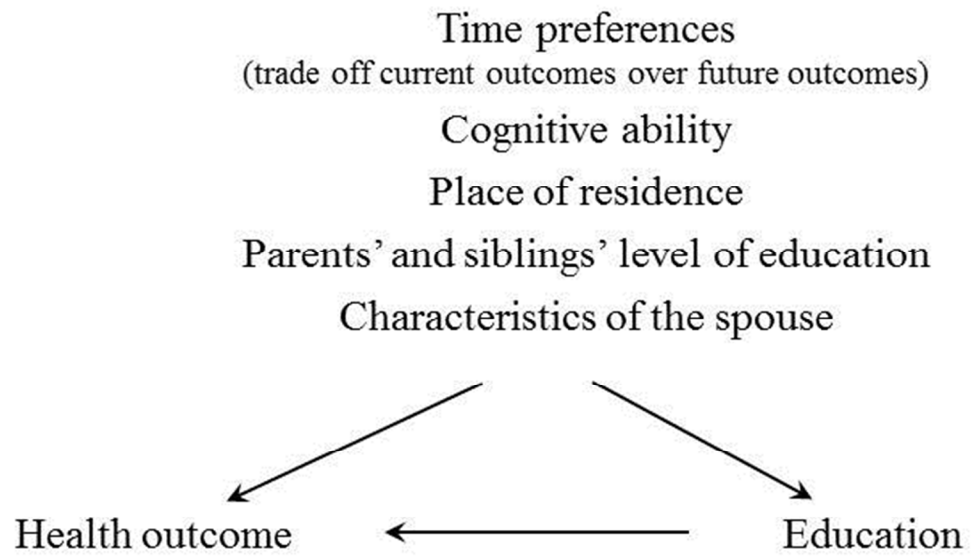 Time preferences
(trade off current outcomes over future outcomes)
Cognitive ability
Place of residence
Parents’ and siblings’ level of education
Characteristics of the spouse
Health outcome
Education